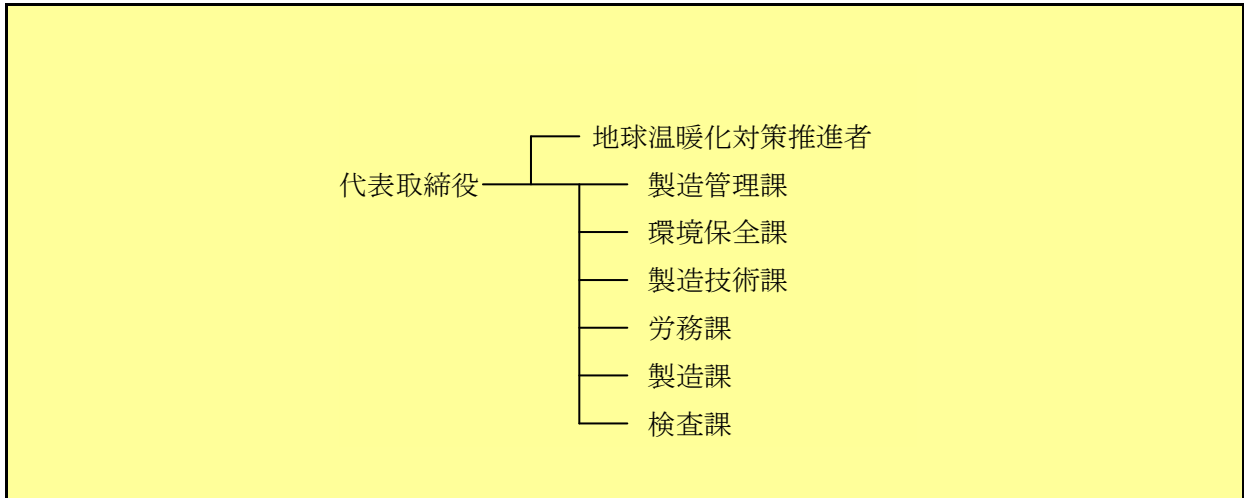 地球温暖化対策推進者
代表取締役
製造管理課
環境保全課
製造技術課
労務課
製造課
検査課